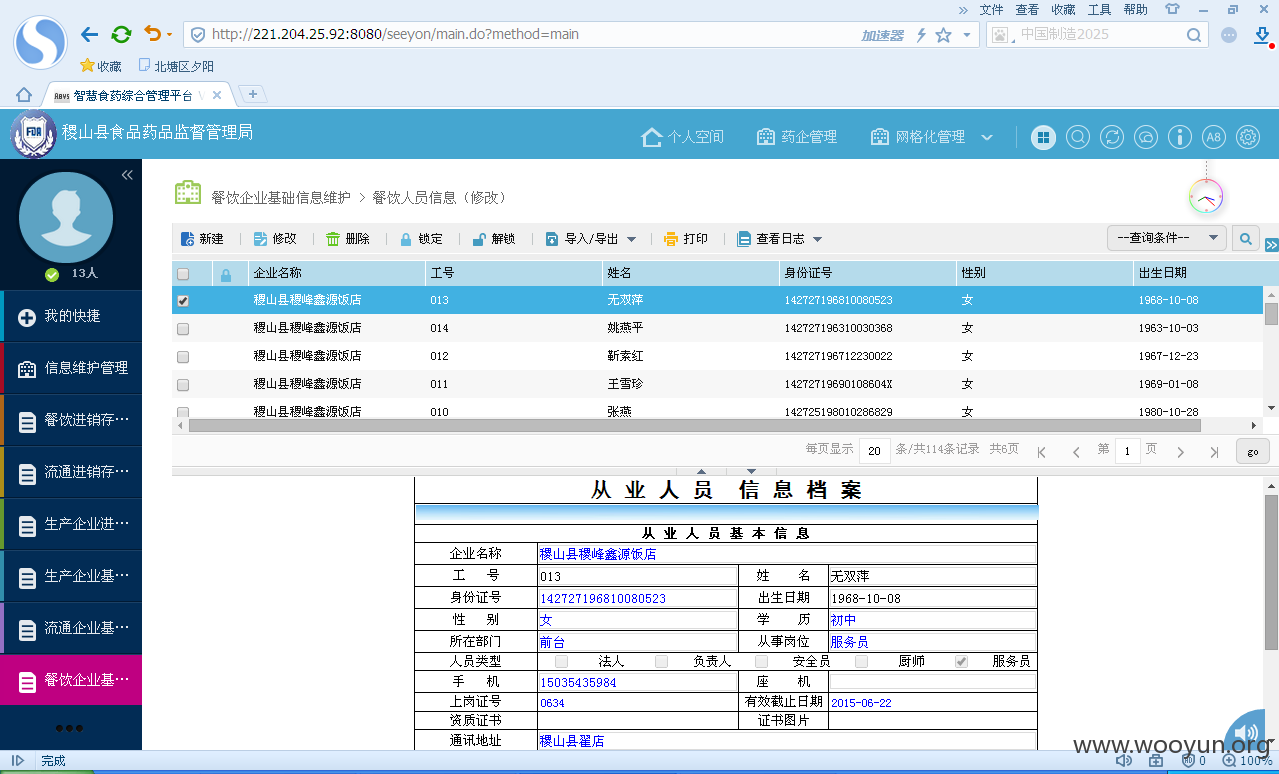 » 文件 查看 收藏 工具 帮助
http://221.204.25.92:8080/seeyon/main.do?method=main 加速器 中国制造2025
收藏 北塘区夕阳
A8V5 智慧食药综合管理平台 V
FDA 稷山县食品药品监督管理局 个人空间 药企管理 网格化管理 A8
餐饮企业基础信息维护 > 餐饮人员信息（修改）
新建 修改 删除 锁定 解锁 导入/导出 打印 查看日志 --查询条件--
13人
我的快捷
信息维护管理
餐饮进销存…
流通进销存…
生产企业进…
生产企业基…
流通企业基…
餐饮企业基…
企业名称 工号 姓名 身份证号 性别 出生日期
稷山县稷峰鑫源饭店 013 无双萍 142727196810080523 女 1968-10-08
稷山县稷峰鑫源饭店 014 姚燕平 142727196310030568 女 1963-10-03
稷山县稷峰鑫源饭店 012 靳素红 142727196712230022 女 1967-12-23
稷山县稷峰鑫源饭店 011 王雪珍 14272719690108604X 女 1969-01-08
稷山县稷峰鑫源饭店 010 张燕 女 1980-10-28
每页显示 20 条/共114条记录 共6页 第 1 页 go
从业人员 信息档案
从业人员基本信息
企业名称 稷山县稷峰鑫源饭店
工 号 013 姓 名 无双萍
身份证号 142727196810080523 出生日期 1968-10-08
性 别 女 学 历 初中
所在部门 前台 从事岗位 服务员
人员类型 法人 负责人 安全员 厨师 服务员
手 机 15035435984 座 机
上岗证号 0634 有效截止日期 2015-06-22
资质证书 证书图片
通讯地址 稷山县翟店
www.wooyun.org
完成 0 100%